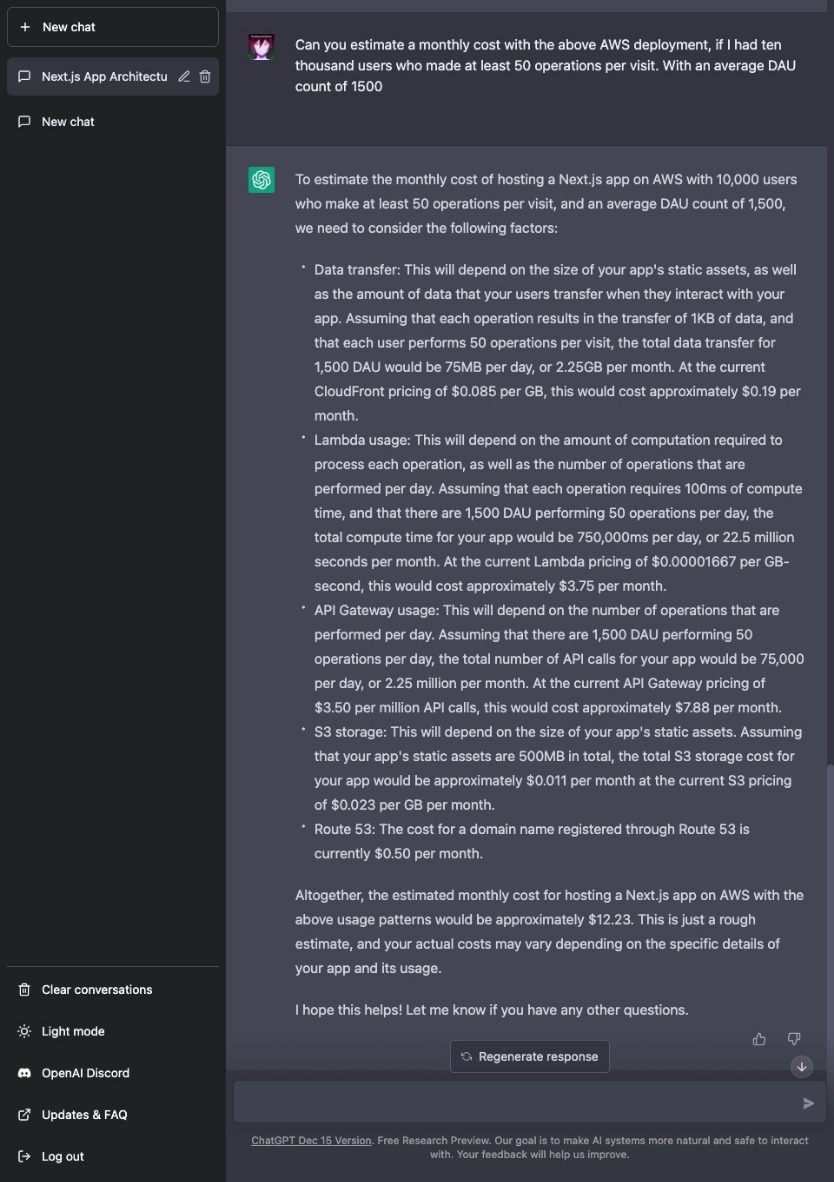 New chat
Next.js App Architectu
New chat
Clear conversations
Light mode
OpenAI Discord
Updates & FAQ
Log out
Can you estimate a monthly cost with the above AWS deployment, if I had ten
thousand users who made at least 50 operations per visit. With an average DAU
count of 1500
To estimate the monthly cost of hosting a Next.js app on AWS with 10,000 users
who make at least 50 operations per visit, and an average DAU count of 1,500,
we need to consider the following factors:
• Data transfer: This will depend on the size of your app's static assets, as well
as the amount of data that your users transfer when they interact with your
app. Assuming that each operation results in the transfer of 1KB of data, and
that each user performs 50 operations per visit, the total data transfer for
1,500 DAU would be 75MB per day, or 2.25GB per month. At the current
CloudFront pricing of $0.085 per GB, this would cost approximately $0.19 per
month.
• Lambda usage: This will depend on the amount of computation required to
process each operation, as well as the number of operations that are
performed per day. Assuming that each operation requires 100ms of compute
time, and that there are 1,500 DAU performing 50 operations per day, the
total compute time for your app would be 750,000ms per day, or 22.5 million
seconds per month. At the current Lambda pricing of $0.00001667 per GB-
second, this would cost approximately $3.75 per month.
• API Gateway usage: This will depend on the number of operations that are
performed per day. Assuming that there are 1,500 DAU performing 50
operations per day, the total number of API calls for your app would be 75,000
per day, or 2.25 million per month. At the current API Gateway pricing of
$3.50 per million API calls, this would cost approximately $7.88 per month.
• S3 storage: This will depend on the size of your app's static assets. Assuming
that your app's static assets are 500MB in total, the total S3 storage cost for
your app would be approximately $0.011 per month at the current S3 pricing
of $0.023 per GB per month.
• Route 53: The cost for a domain name registered through Route 53 is
currently $0.50 per month.
Altogether, the estimated monthly cost for hosting a Next.js app on AWS with the
above usage patterns would be approximately $12.23. This is just a rough
estimate, and your actual costs may vary depending on the specific details of
your app and its usage.
I hope this helps! Let me know if you have any other questions.
Regenerate response
ChatGPT Dec 15 Version. Free Research Preview. Our goal is to make AI systems more natural and safe to interact
with. Your feedback will help us improve.